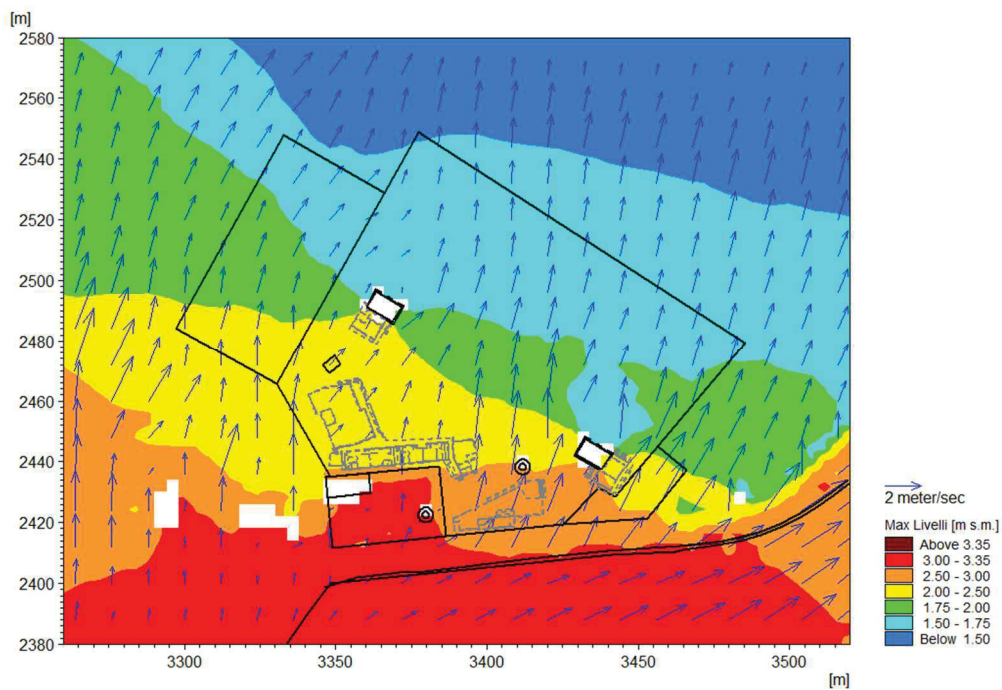 [m]
2580
2560
2540
2520
2500
2480
2460
2440
2420
2400
2380
3300 3350 3400 3450 3500
[m]
2 meter/sec
Max Livelli [m s.m.]
Above 3.35
3.00 - 3.35
2.50 - 3.00
2.00 - 2.50
1.75 - 2.00
1.50 - 1.75
Below 1.50